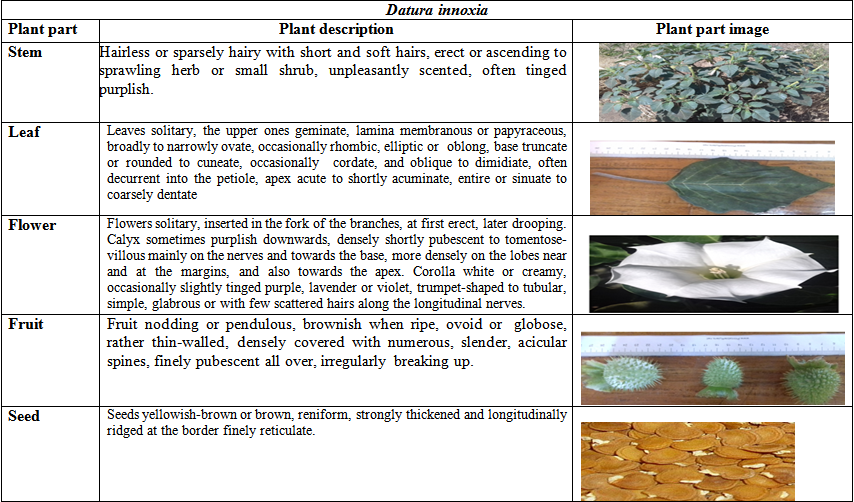 Datura innoxia
Plant part Plant description Plant part image
Stem
Hairless or sparsely hairy with short and soft hairs, erect or ascending to
sprawling herb or small shrub, unpleasantly scented, often tinged
purplish.
Leaf
Leaves solitary, the upper ones geminate, lamina membranous or papyraceous,
broadly to narrowly ovate, occasionally rhombic, elliptic or oblong, base truncate
or rounded to cuneate, occasionally cordate, and oblique to dimidiate, often
decurrent into the petiole, apex acute to shortly acuminate, entire or sinuate to
coarsely dentate
Flower
Flowers solitary, inserted in the fork of the branches, at first erect, later drooping.
Calyx sometimes purplish downwards, densely shortly pubescent to tomentose-
villous mainly on the nerves and towards the base, more densely on the lobes near
and at the margins, and also towards the apex. Corolla white or creamy,
occasionally slightly tinged purple, lavender or violet, trumpet-shaped to tubular,
simple, glabrous or with few scattered hairs along the longitudinal nerves.
Fruit
Fruit nodding or pendulous, brownish when ripe, ovoid or globose,
rather thin-walled, densely covered with numerous, slender, acicular
spines, finely pubescent all over, irregularly breaking up.
Seed
Seeds yellowish-brown or brown, reniform, strongly thickened and longitudinally
ridged at the border finely reticulate.